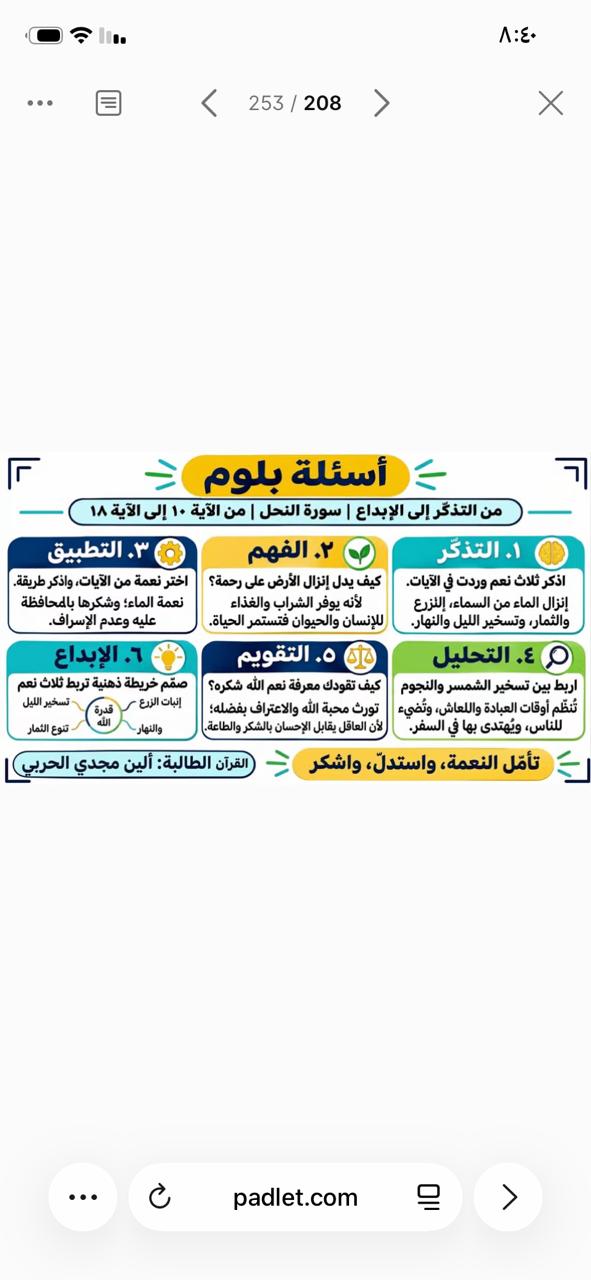 ٨:٤٠
253 / 208
أسئلة بلوم
من التذكّر إلى الإبداع | سورة النحل | من الآية ١٠ إلى الآية ١٨
١. التذكّر
اذكر ثلاث نعم وردت في الآيات.
إنزال الماء من السماء، إللزرع
والثمار، وتسخير الليل والنهار.
٢. الفهم
كيف يدل إنزال الأرض على رحمة؟
لأنه يوفر الشراب والغذاء
للإنسان والحيوان فتستمر الحياة.
٣. التطبيق
اختر نعمة من الآيات، واذكر طريقة.
نعمة الماء؛ وشكرها بالمحافظة
عليه وعدم الإسراف.
٤. التحليل
اربط بين تسخير الشمسر والنجوم
تُنظّم أوقات العبادة واللعاش، وتُضيء
للناس، ويُهتدى بها في السفر.
٥. التقويم
كيف تقودك معرفة نعم الله شكره؟
تورث محبة الله والاعتراف بفضله؛
لأن العاقل يقابل الإحسان بالشكر والطاعة.
٦. الإبداع
صمّم خريطة ذهنية تربط ثلاث نعم
إنبات الزرع
تسخير الليل
قدرة
الله
والنهار
تنوع الثمار
تأمّل النعمة، واستدلّ، واشكر
القرآن الطالبة: ألين مجدي الحربي
padlet.com